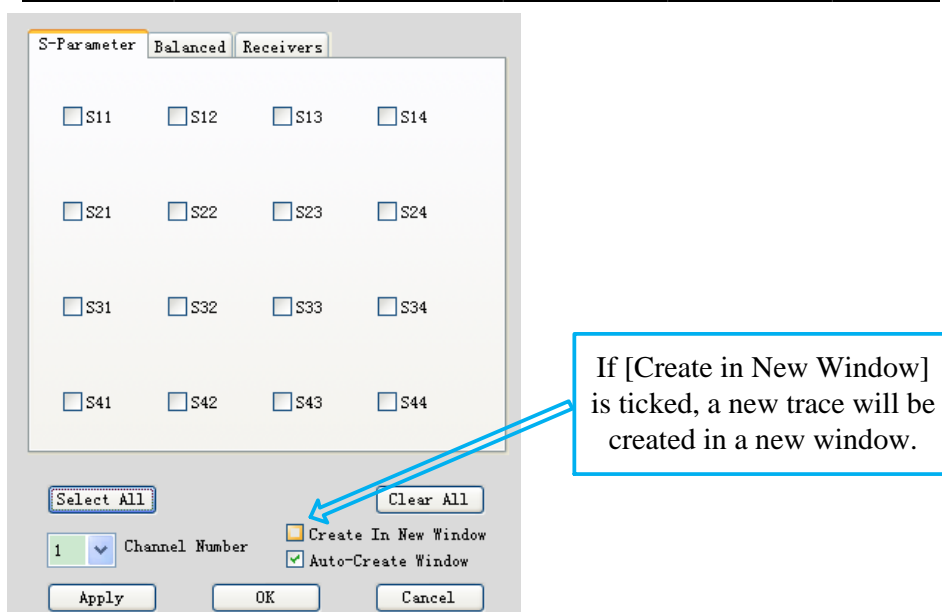 S-Parameter Balanced Receivers
S11 S12 S13 S14
S21 S22 S23 S24
S31 S32 S33 S34
S41 S42 S43 S44
If [Create in New Window]
is ticked, a new trace will be
created in a new window.
Select All Clear All
Create In New Window
1 Channel Number
Auto-Create Window
Apply OK Cancel